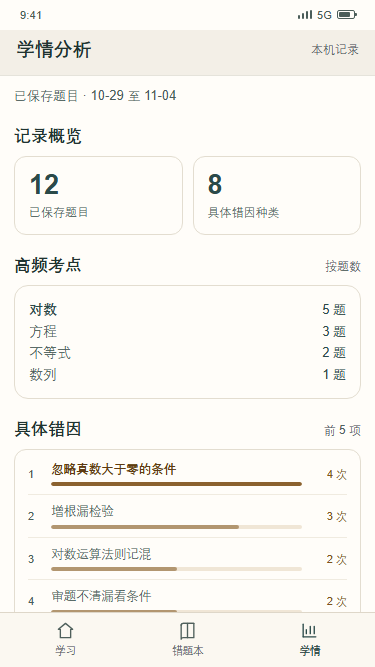 9:41 5G
学情分析 本机记录
已保存题目 · 10-29 至 11-04
记录概览
12 8
已保存题目 具体错因种类
高频考点 按题数
对数 5 题
方程 3 题
不等式 2 题
数列 1 题
具体错因 前 5 项
1 忽略真数大于零的条件 4 次
2 增根漏检验 3 次
3 对数运算法则记混 2 次
4 审题不清漏看条件 2 次
学习 错题本 学情